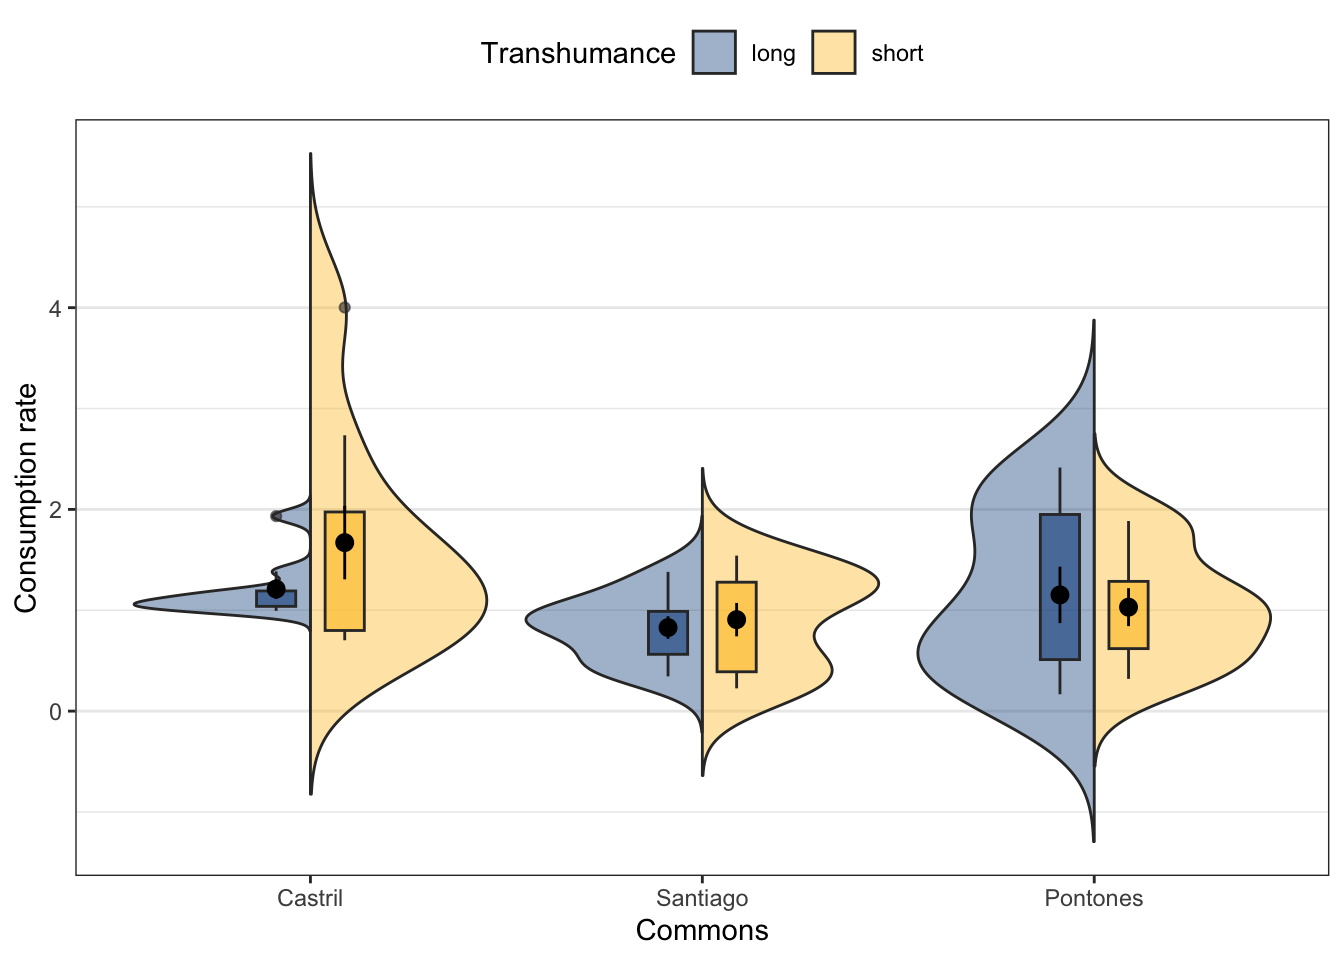 Transhumance long short
Consumption rate
4
2
0
Castril Santiago Pontones
Commons